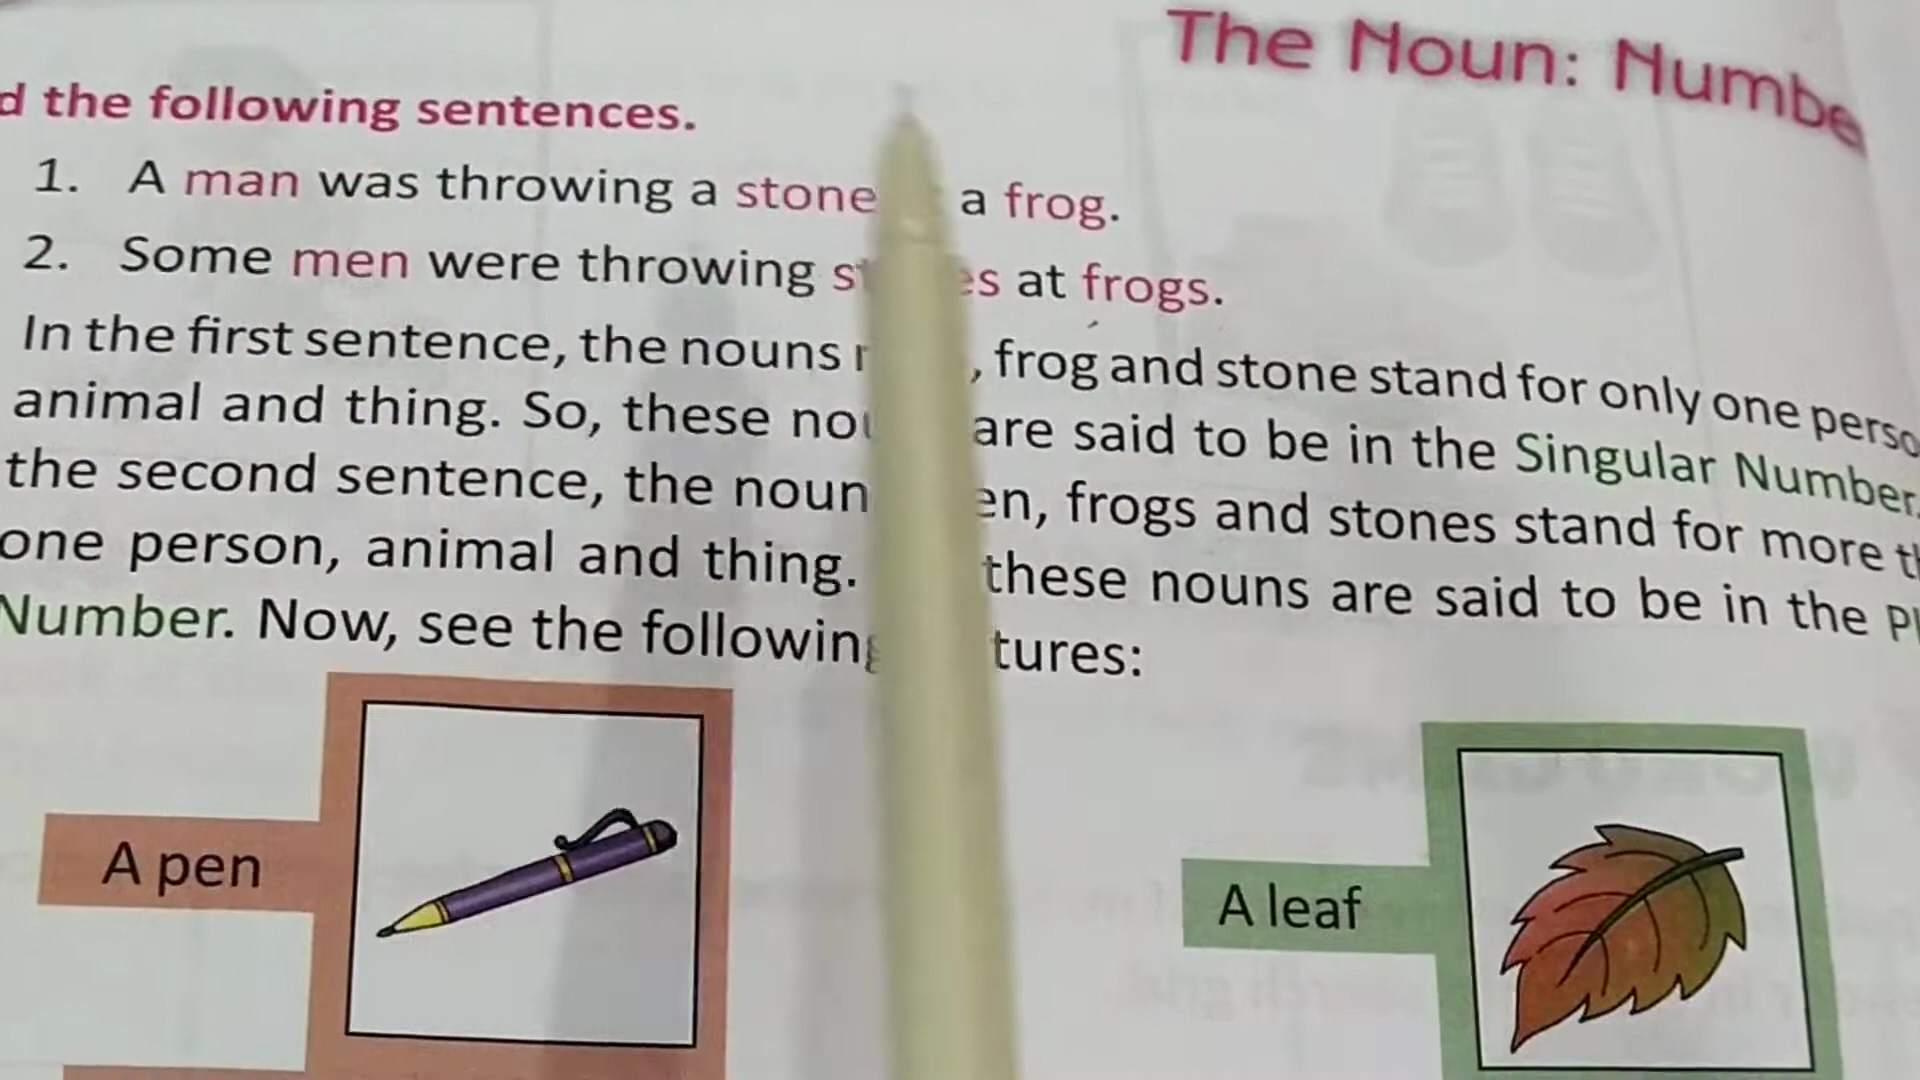 The Noun: Numbe
d the following sentences.
1. A man was throwing a stone a frog.
2. Some men were throwing at frogs.
In the first sentence, the nouns , frog and stone stand for only one perso
animal and thing. So, these are said to be in the Singular Number.
the second sentence, the noun en, frogs and stones stand for more th
one person, animal and thing. these nouns are said to be in the Pl
Number. Now, see the following tures:
A pen
A leaf